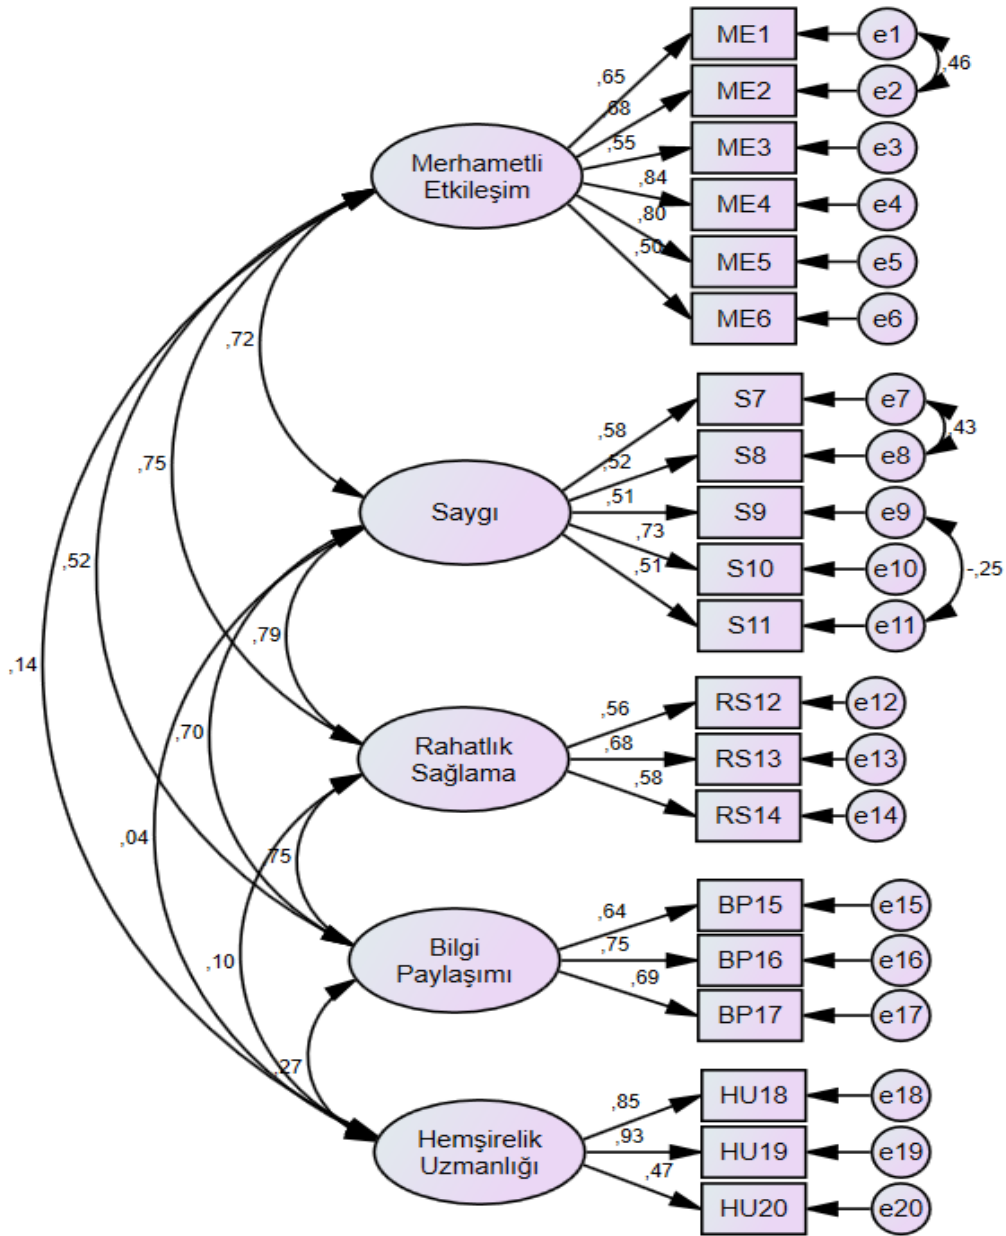 ME1
e1
,46
,65
ME2
e2
,68
ME3
e3
,55
Merhametli
Etkileşim
ME4
e4
,84
ME5
e5
,80
ME6
e6
,50
,72
S7
e7
,43
,58
S8
e8
,52
Saygı
S9
e9
,51
S10
e10
,73
-,25
S11
e11
,51
,75
,52
,14
,79
,70
,04
RS12
e12
,56
Rahatlık
Sağlama
RS13
e13
,68
RS14
e14
,58
,75
,10
BP15
e15
,64
Bilgi
Paylaşımı
BP16
e16
,75
BP17
e17
,69
,27
HU18
e18
,85
Hemşirelik
Uzmanlığı
HU19
e19
,93
HU20
e20
,47